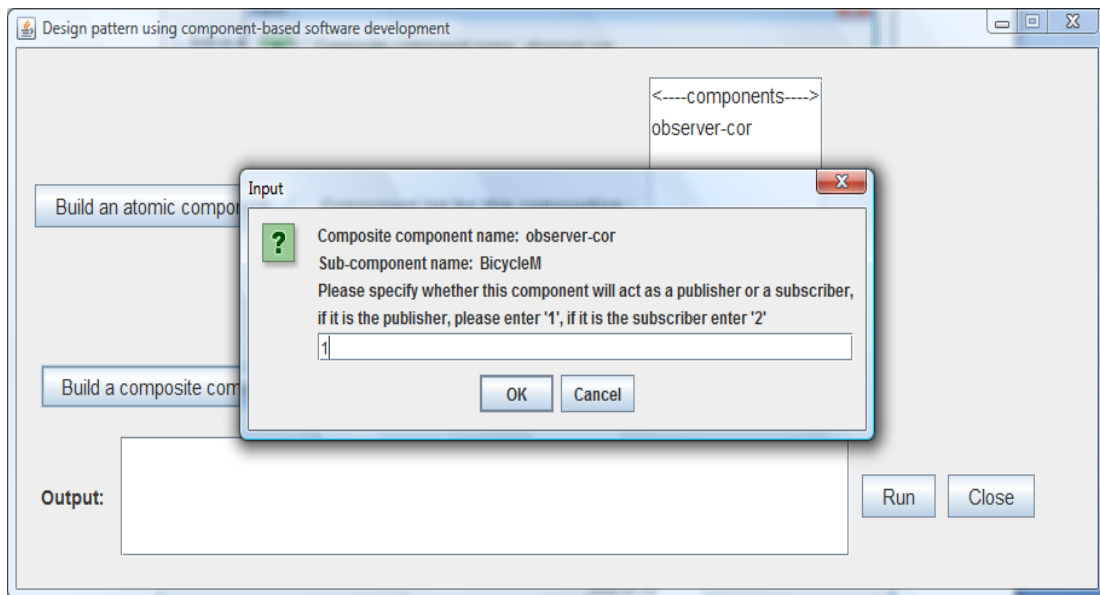 Design pattern using component-based software development
<----components---->
observer-cor
Build an atomic compon
Input
?
Composite component name: observer-cor
Sub-component name: BicycleM
Please specify whether this component will act as a publisher or a subscriber,
if it is the publisher, please enter '1', if it is the subscriber enter '2'
1
OK Cancel
Build a composite com
Output:
Run Close